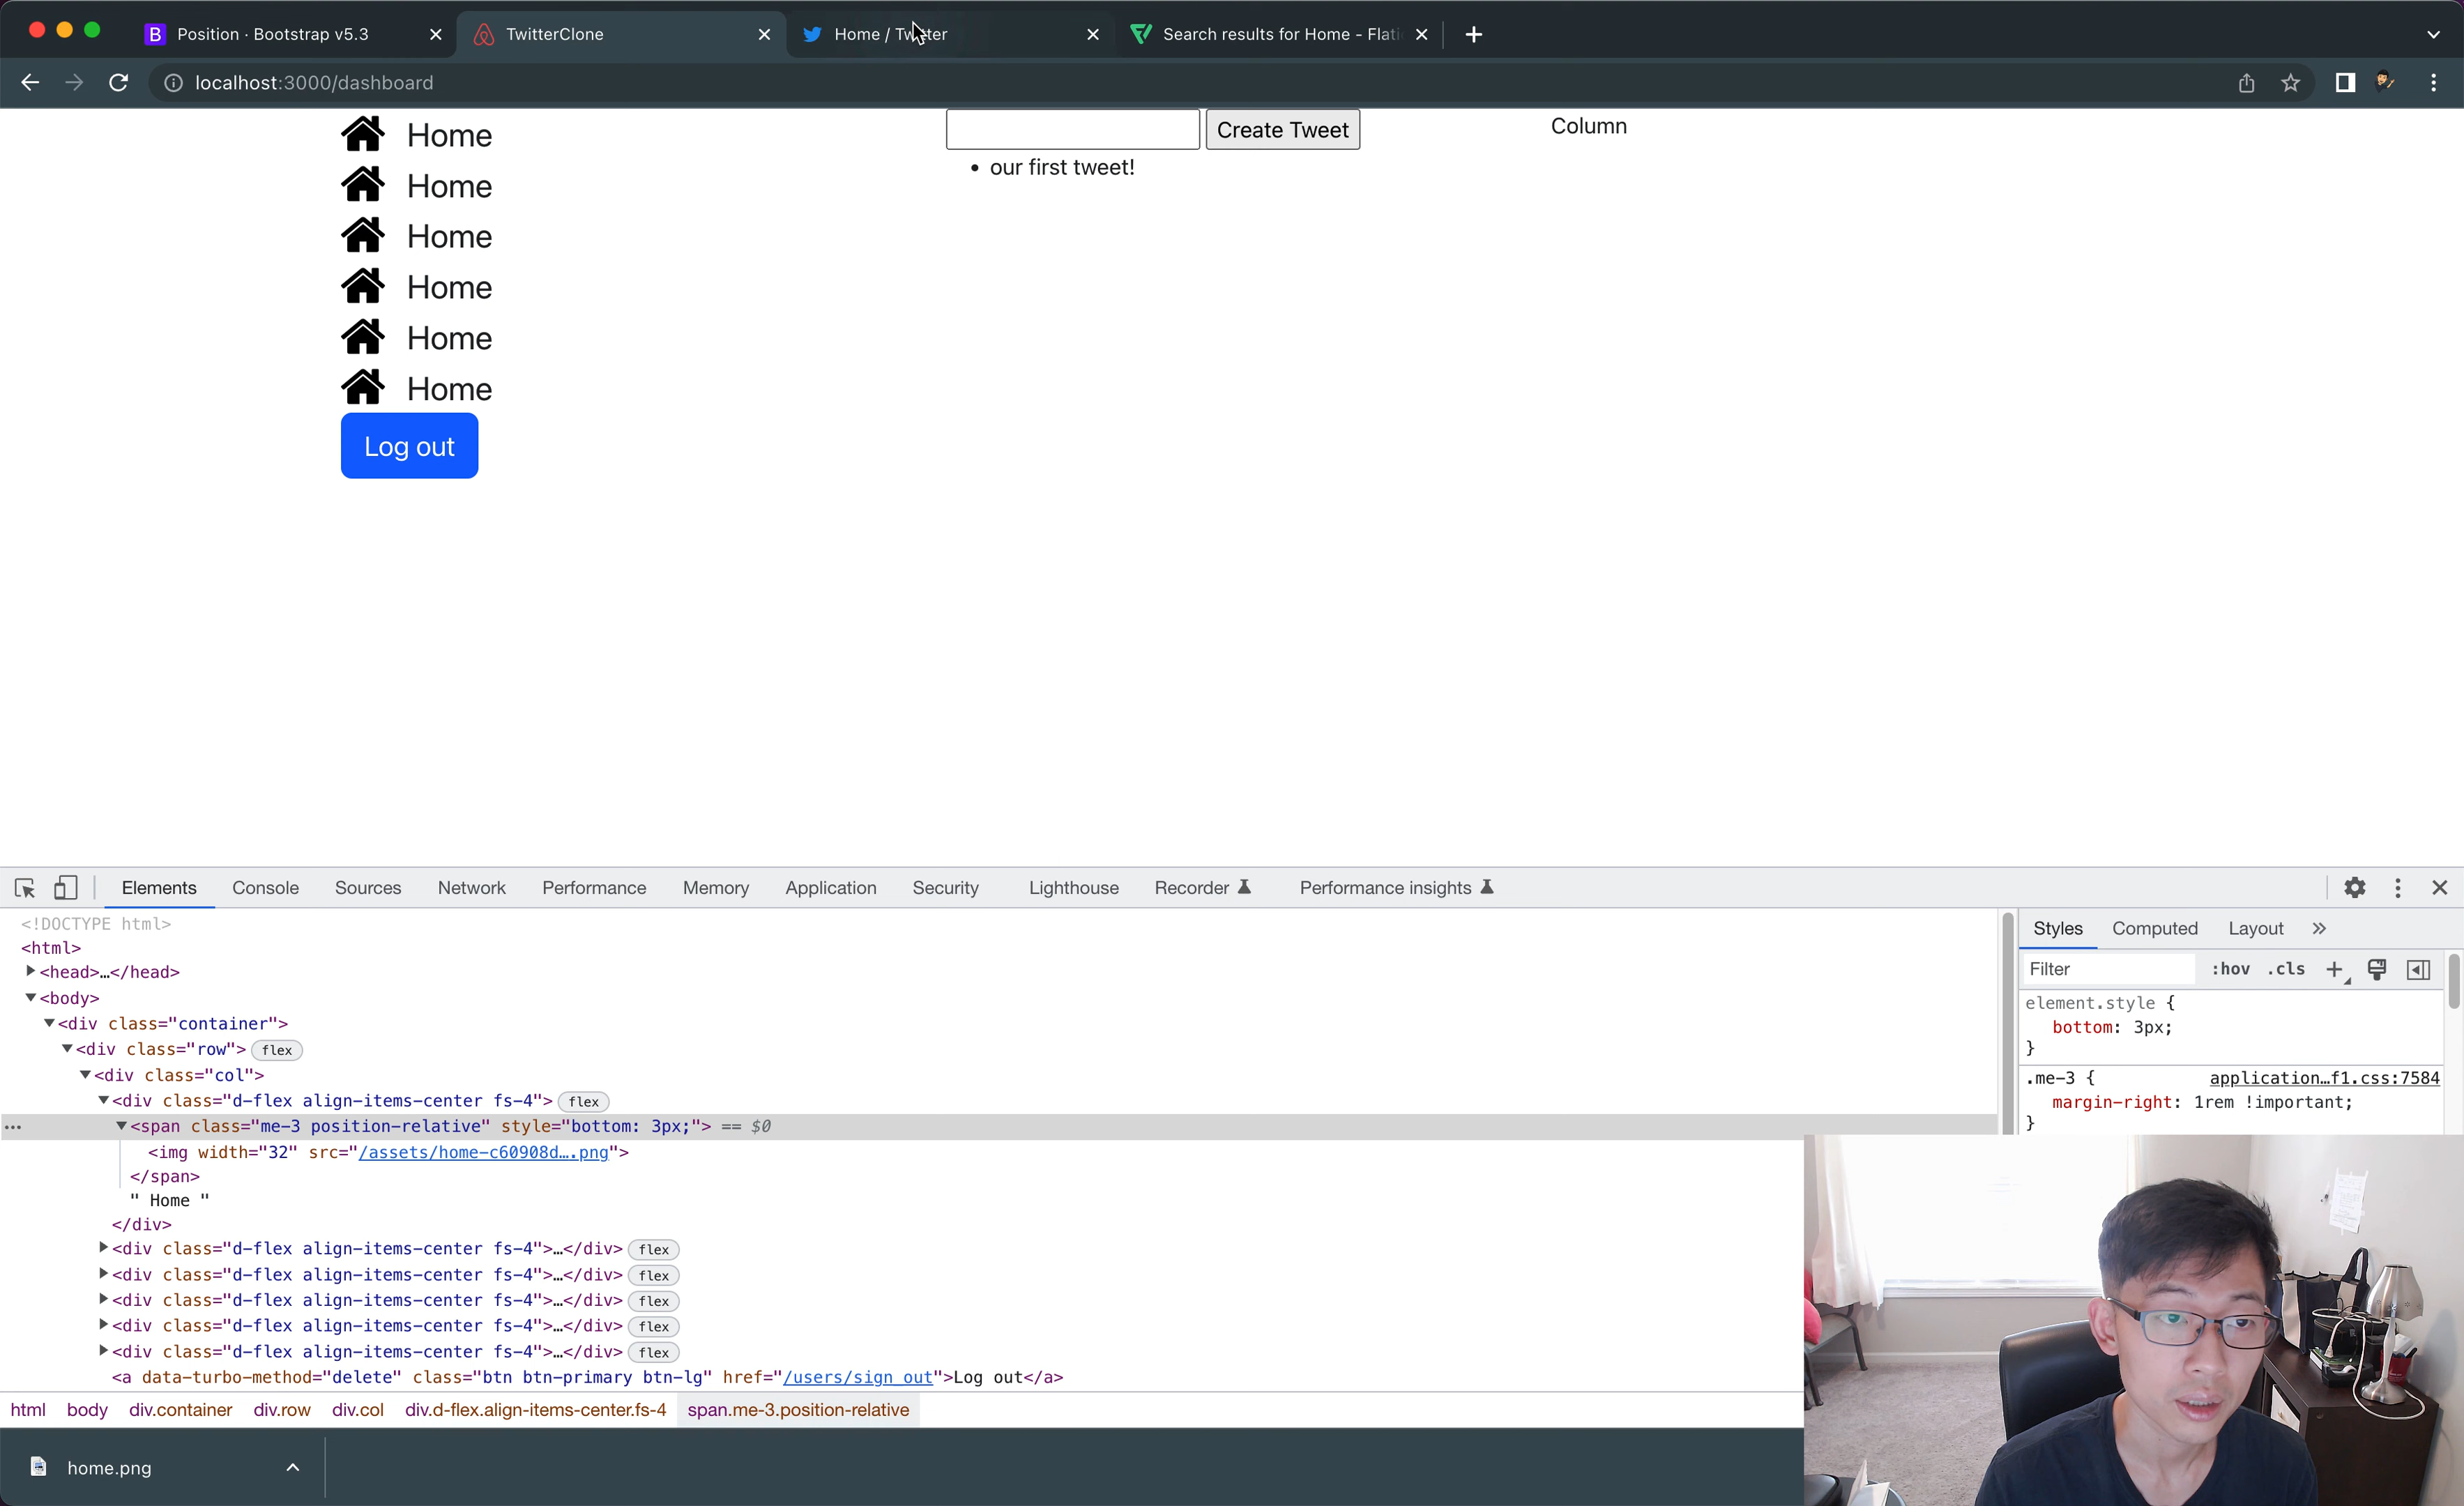 Position · Bootstrap v5.3
TwitterClone
Home / Twitter
Search results for Home - Flati
localhost:3000/dashboard
Home
Home
Home
Home
Home
Home
Log out
Create Tweet
our first tweet!
Column
Elements Console Sources Network Performance Memory Application Security Lighthouse Recorder Performance insights
<!DOCTYPE html>
<html>
<head>…</head>
<body>
<div class="container">
<div class="row"> flex
<div class="col">
<div class="d-flex align-items-center fs-4"> flex
<span class="me-3 position-relative" style="bottom: 3px;"> == $0
<img width="32" src="/assets/home-c60908d….png">
</span>
" Home "
</div>
<div class="d-flex align-items-center fs-4">…</div> flex
<div class="d-flex align-items-center fs-4">…</div> flex
<div class="d-flex align-items-center fs-4">…</div> flex
<div class="d-flex align-items-center fs-4">…</div> flex
<div class="d-flex align-items-center fs-4">…</div> flex
<a data-turbo-method="delete" class="btn btn-primary btn-lg" href="/users/sign_out">Log out</a>
html body div.container div.row div.col div.d-flex.align-items-center.fs-4 span.me-3.position-relative
Styles Computed Layout
Filter :hov .cls
element.style {
bottom: 3px;
}
.me-3 { application…f1.css:7584
margin-right: 1rem !important;
}
home.png